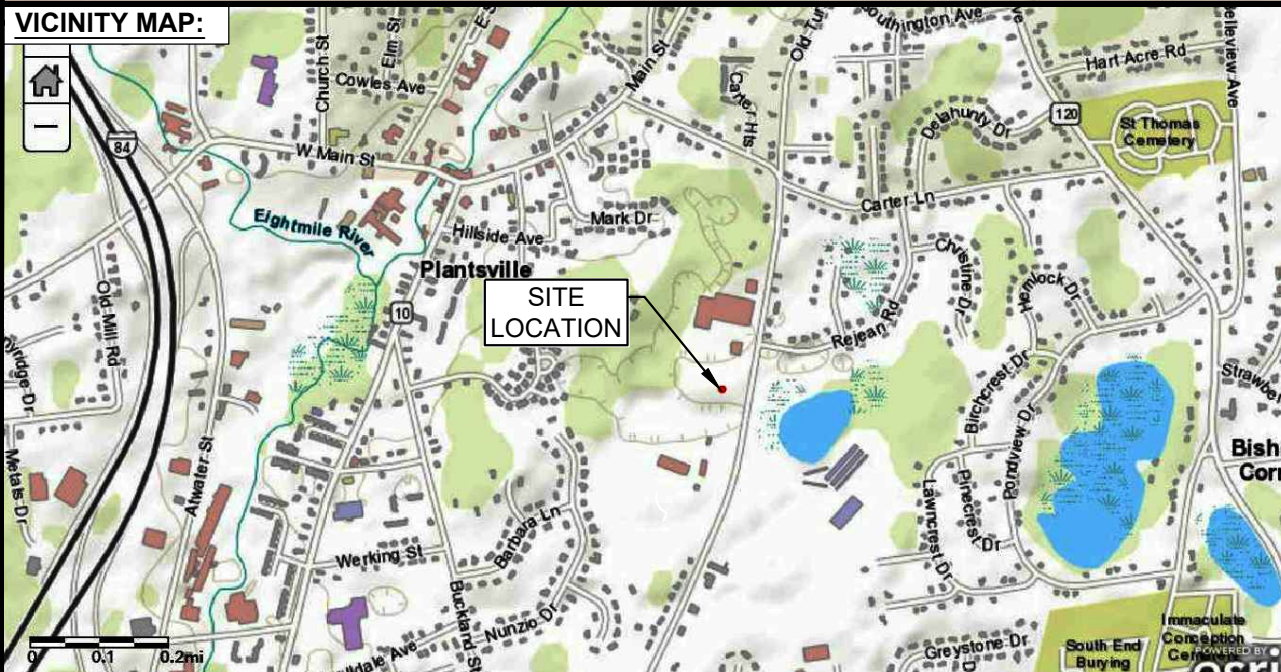 VICINITY MAP:
Church St
Elm St
Cowles Ave
Main St
Carter Hts
Hart Acre Rd
120
St Thomas
Cemetery
Delahunty Dr
84
W Main St
Carter Ln
Eightmile River
Hillside Ave
Mark Dr
Plantsville
Christine Dr
Hemlock Dr
Old Mill Rd
10
SITE
LOCATION
Rejean Rd
Birchcrest Dr
Pondview Dr
Metals Dr
Atwater St
Lawncrest Dr
Pinecrest Dr
Barbara Ln
Werking St
Buckland St
Nunzio Dr
Greystone Dr
South End
Burying
Immaculate
Conception
POWERED BY
0 0.1 0.2mi